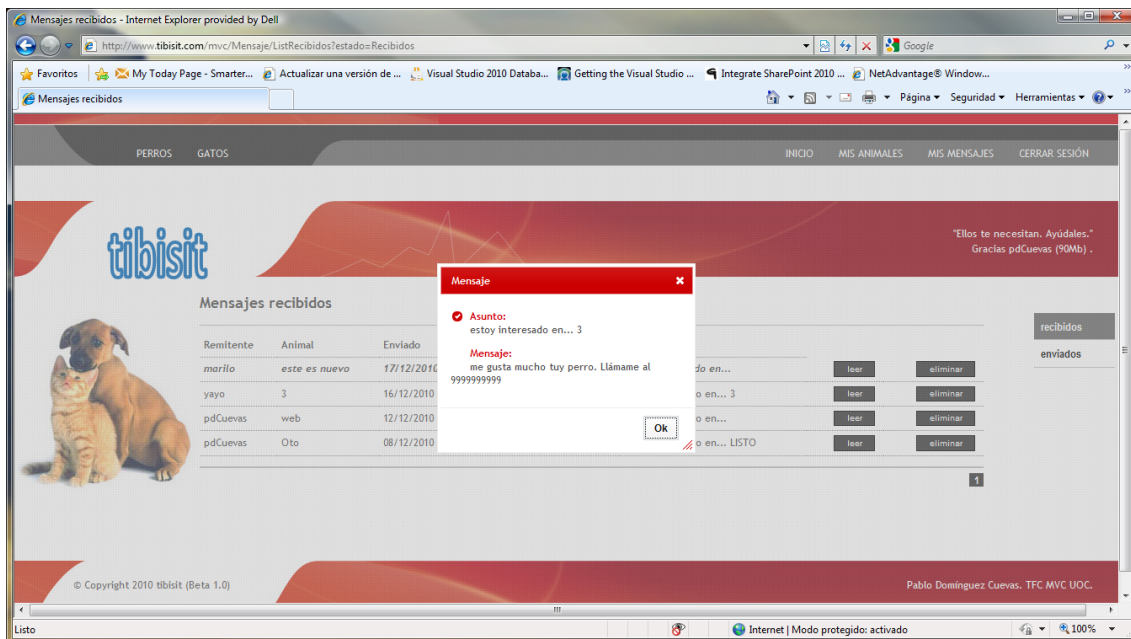 Mensajes recibidos - Internet Explorer provided by Dell
http://www.tibisit.com/mvc/Mensaje/ListRecibidos?estado=Recibidos
Google
Favoritos My Today Page - Smarter... Actualizar una versión de ... Visual Studio 2010 Databa... Getting the Visual Studio ... Integrate SharePoint 2010 ... NetAdvantage® Window...
Mensajes recibidos
Página Seguridad Herramientas
PERROS GATOS INICIO MIS ANIMALES MIS MENSAJES CERRAR SESIÓN
tibisit
"Ellos te necesitan. Ayúdales."
Gracias pdCuevas (90Mb) .
Mensajes recibidos
Mensaje
Asunto:
estoy interesado en... 3
Mensaje:
me gusta mucho tuy perro. Llámame al
9999999999
Ok
recibidos
enviados
Remitente Animal Enviado
marilo este es nuevo 17/12/2010 do en... leer eliminar
yayo 3 16/12/2010 o en... 3 leer eliminar
pdCuevas web 12/12/2010 o en... leer eliminar
pdCuevas Oto 08/12/2010 o en... LISTO leer eliminar
1
© Copyright 2010 tibisit (Beta 1.0)
Pablo Domínguez Cuevas. TFC MVC UOC.
Listo
Internet | Modo protegido: activado
100%